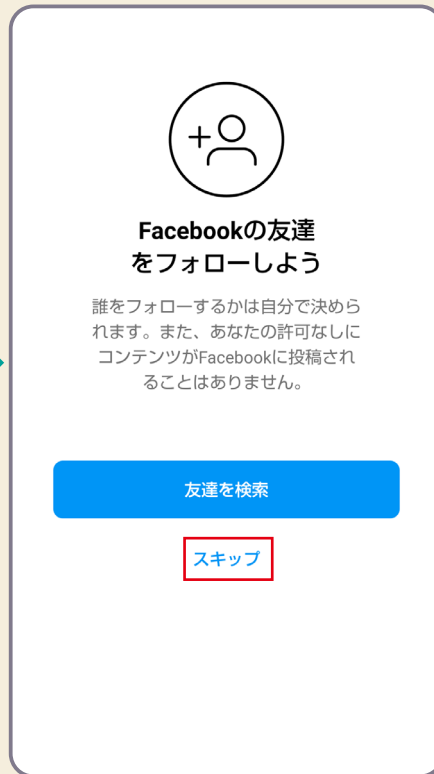 Facebookの友達
をフォローしよう
誰をフォローするかは自分で決めら
れます。また、あなたの許可なしに
コンテンツがFacebookに投稿され
ることはありません。
友達を検索
スキップ